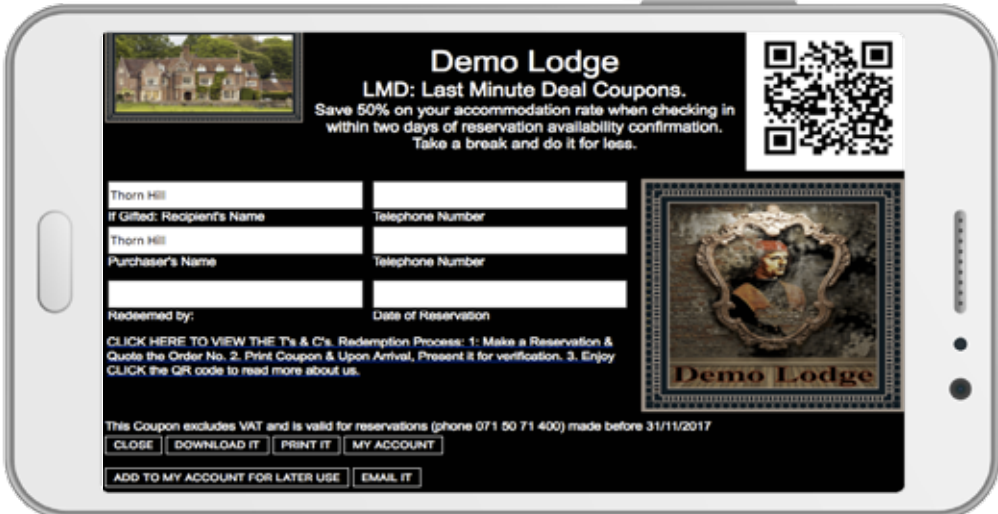 Demo Lodge
LMD: Last Minute Deal Coupons.
Save 50% on your accommodation rate when checking in
within two days of reservation availability confirmation.
Take a break and do it for less.
Thorn Hill
If Gifted: Recipient's Name
Telephone Number
Thorn Hill
Purchaser's Name
Telephone Number
Redeemed by:
Date of Reservation
CLICK HERE TO VIEW THE T's & C's. Redemption Process: 1: Make a Reservation &
Quote the Order No. 2. Print Coupon & Upon Arrival, Present it for verification. 3. Enjoy
CLICK the QR code to read more about us.
Demo Lodge
This Coupon excludes VAT and is valid for reservations (phone 071 50 71 400) made before 31/11/2017
CLOSE DOWNLOAD IT PRINT IT MY ACCOUNT
ADD TO MY ACCOUNT FOR LATER USE EMAIL IT